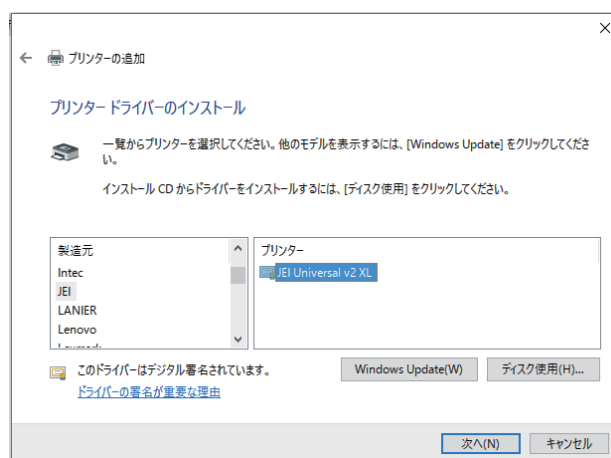 プリンターの追加
プリンター ドライバーのインストール
一覧からプリンターを選択してください。他のモデルを表示するには、[Windows Update] をクリックしてくださ
い。
インストール CD からドライバーをインストールするには、[ディスク使用] をクリックしてください。
製造元
Intec
JEI
LANIER
Lenovo
プリンター
JEI Universal v2 XL
このドライバーはデジタル署名されています。
ドライバーの署名が重要な理由
Windows Update(W)
ディスク使用(H)...
次へ(N)
キャンセル